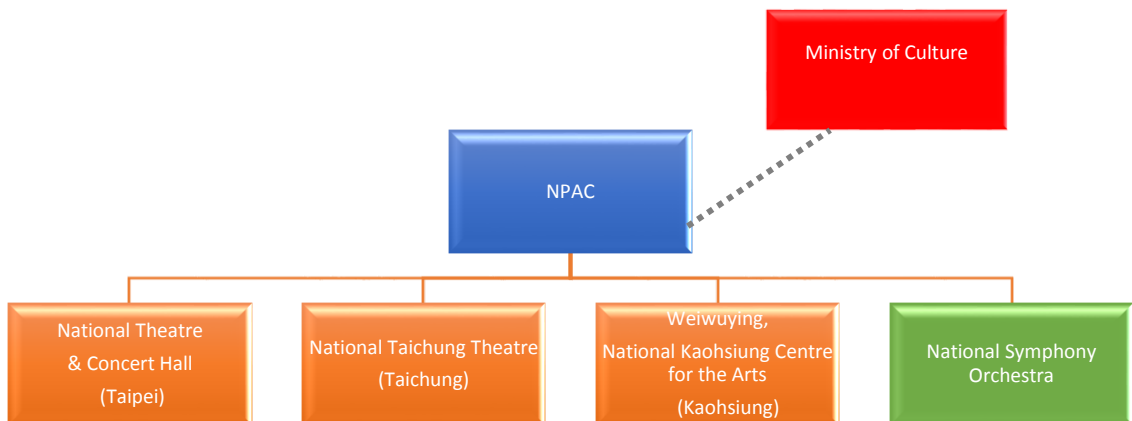 Ministry of Culture
NPAC
National Theatre
& Concert Hall
(Taipei)
National Taichung Theatre
(Taichung)
Weiwuying,
National Kaohsiung Centre
for the Arts
(Kaohsiung)
National Symphony
Orchestra